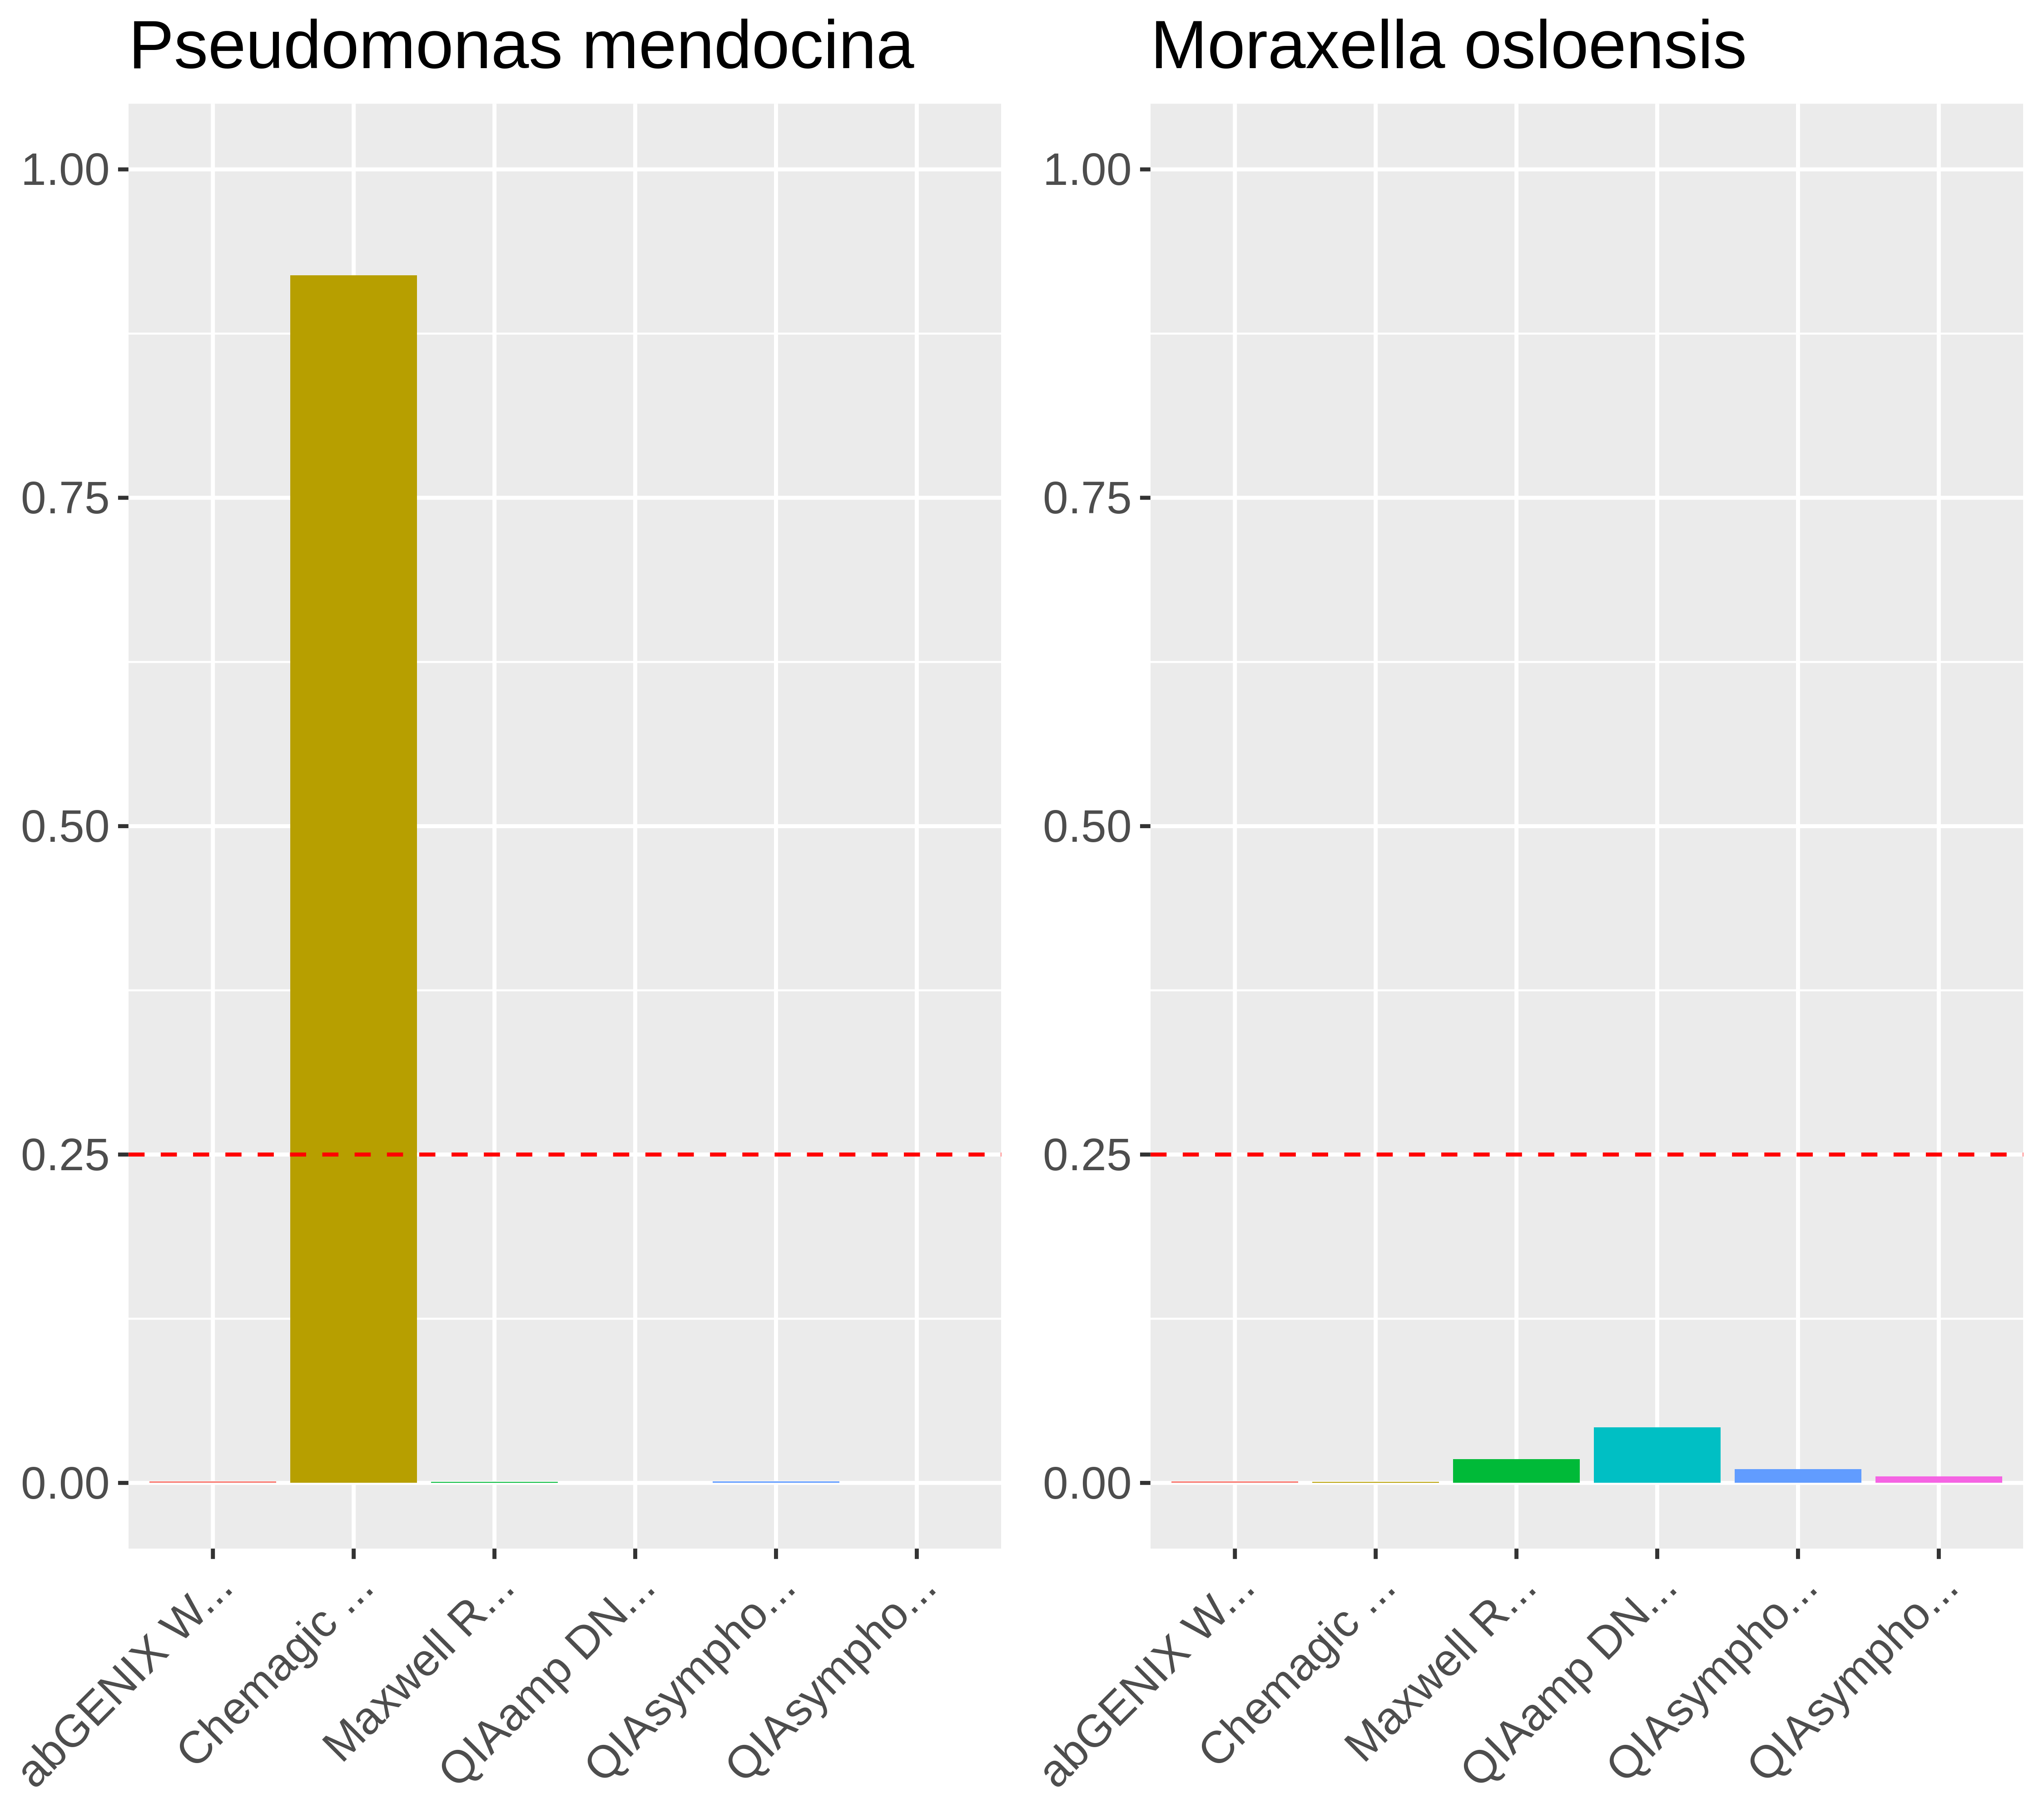 Pseudomonas mendocina
1.00
0.75
0.50
0.25
0.00
abGENIX W...
Chemagic ...
Maxwell R...
QIAamp DN...
QIAsympho...
QIAsympho...
Moraxella osloensis
1.00
0.75
0.50
0.25
0.00
abGENIX W...
Chemagic ...
Maxwell R...
QIAamp DN...
QIAsympho...
QIAsympho...